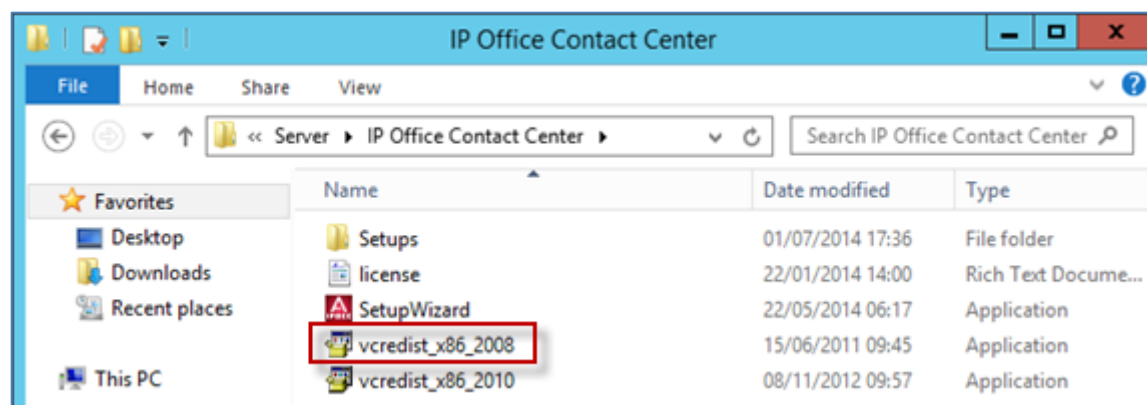 IP Office Contact Center
File Home Share View
« Server IP Office Contact Center Search IP Office Contact Center
Name Date modified Type
Favorites
Desktop Setups 01/07/2014 17:36 File folder
Downloads license 22/01/2014 14:00 Rich Text Docume...
Recent places SetupWizard 22/05/2014 06:17 Application
vcredist_x86_2008 15/06/2011 09:45 Application
This PC vcredist_x86_2010 08/11/2012 09:57 Application